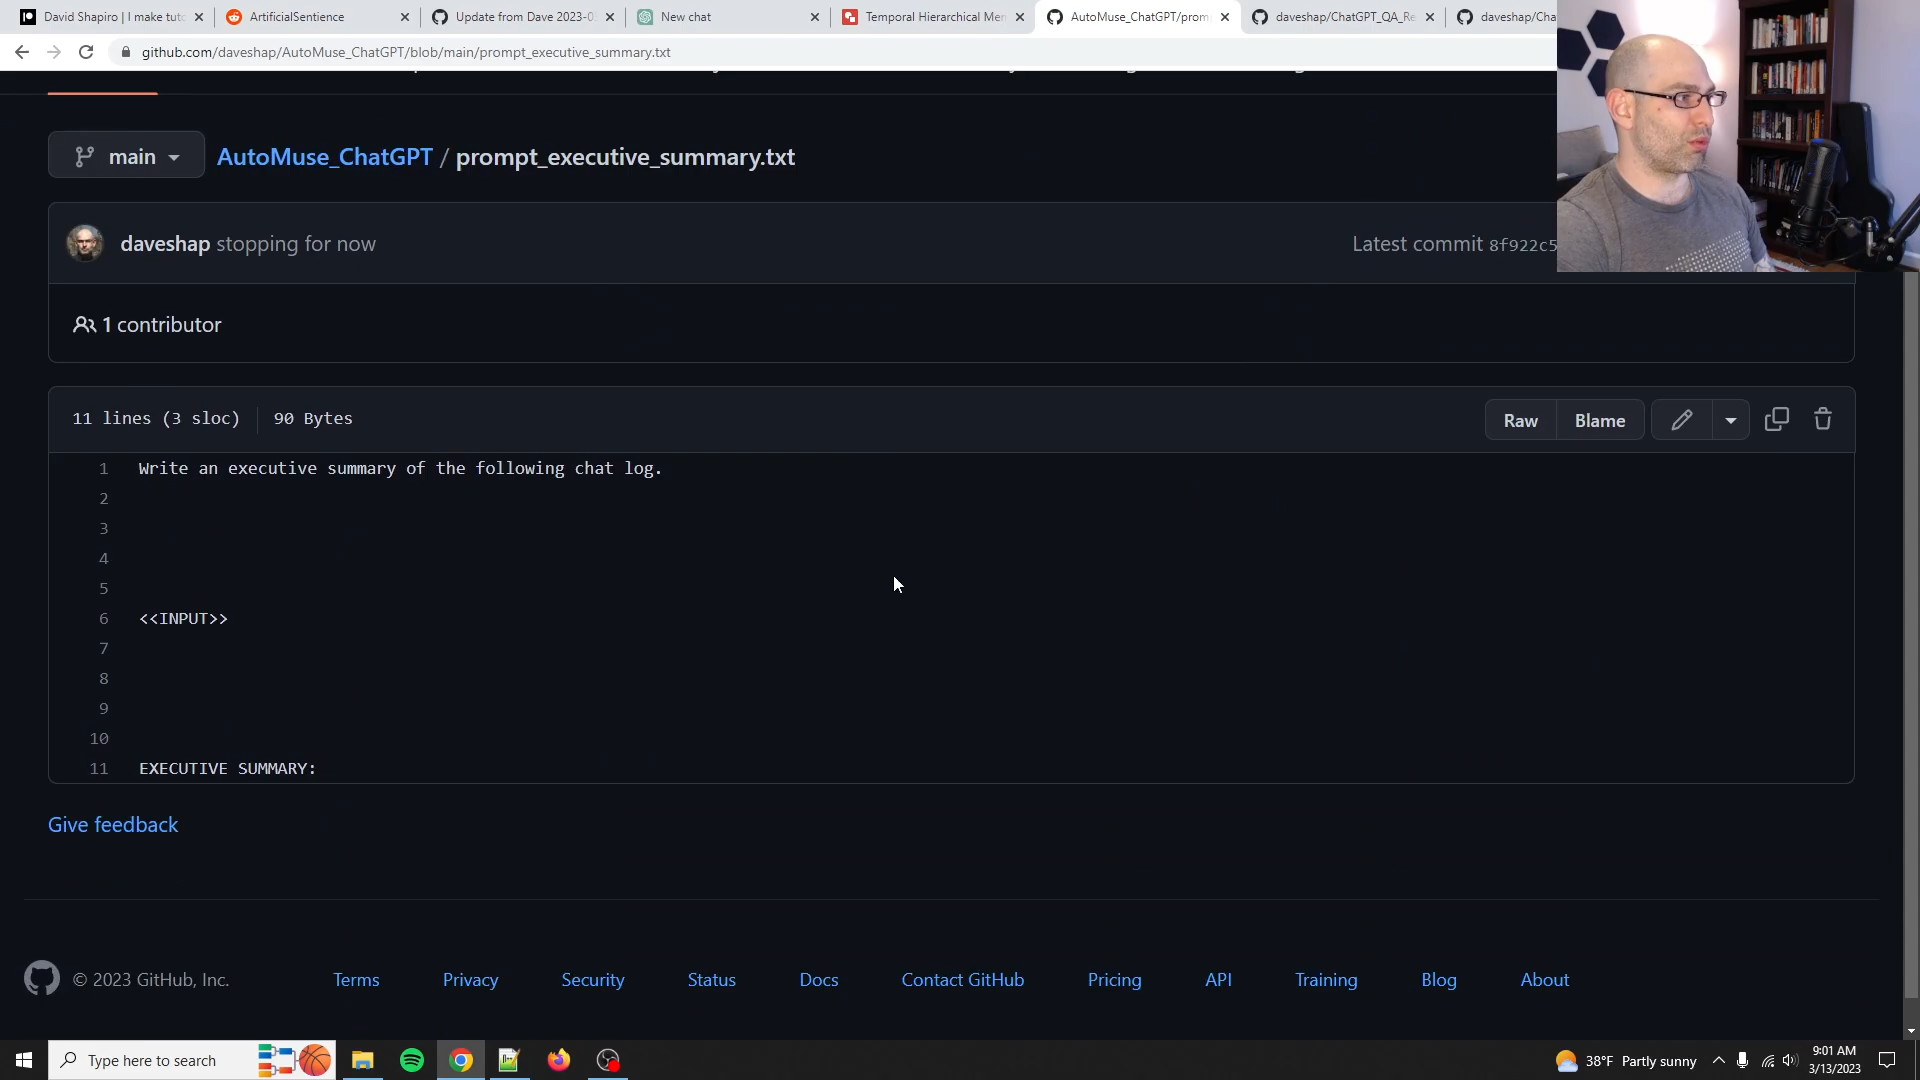 David Shapiro | I make tuto
ArtificialSentience
Update from Dave 2023-0
New chat
Temporal Hierarchical Mem
AutoMuse_ChatGPT/prom
daveshap/ChatGPT_QA_Re
daveshap/Cha
github.com/daveshap/AutoMuse_ChatGPT/blob/main/prompt_executive_summary.txt
main
AutoMuse_ChatGPT / prompt_executive_summary.txt
daveshap stopping for now
Latest commit 8f922c5
1 contributor
11 lines (3 sloc)
90 Bytes
Raw
Blame
1 Write an executive summary of the following chat log.
2
3
4
5
6 <<INPUT>>
7
8
9
10
11 EXECUTIVE SUMMARY:
Give feedback
© 2023 GitHub, Inc.
Terms
Privacy
Security
Status
Docs
Contact GitHub
Pricing
API
Training
Blog
About
Type here to search
38°F Partly sunny
9:01 AM
3/13/2023